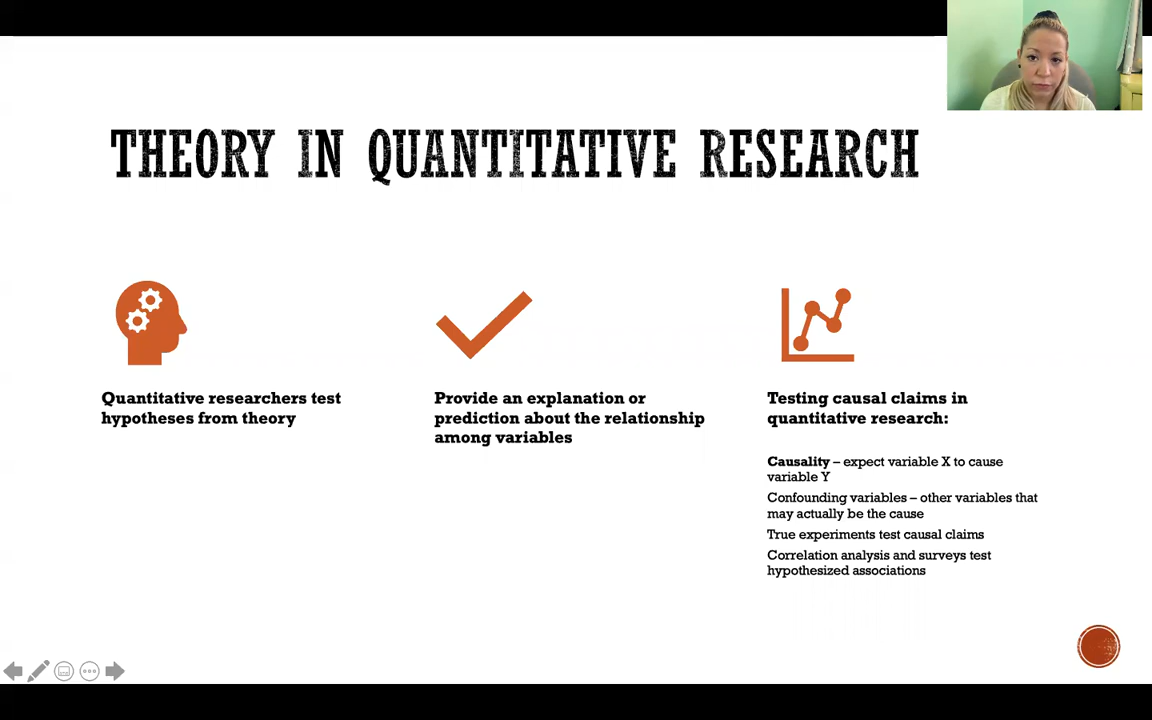 THEORY IN QUANTITATIVE RESEARCH
Quantitative researchers test
hypotheses from theory
Provide an explanation or
prediction about the relationship
among variables
Testing causal claims in
quantitative research:
Causality – expect variable X to cause
variable Y
Confounding variables – other variables that
may actually be the cause
True experiments test causal claims
Correlation analysis and surveys test
hypothesized associations